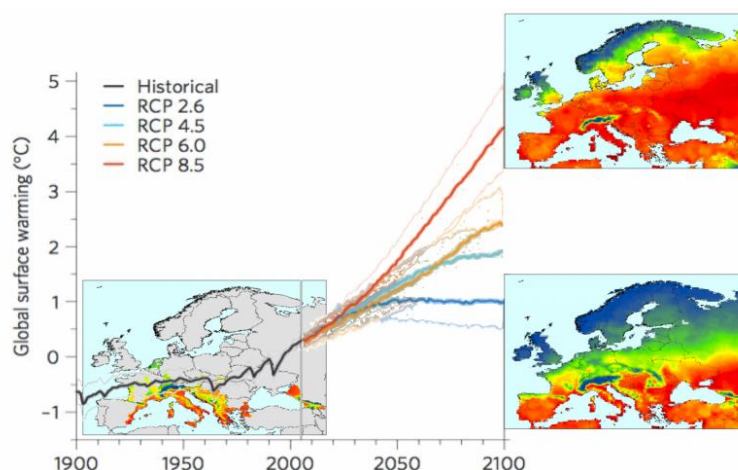 Global surface warming (°C)
5
4
3
2
1
0
−1
Historical
RCP 2.6
RCP 4.5
RCP 6.0
RCP 8.5
1900
1950
2000
2050
2100